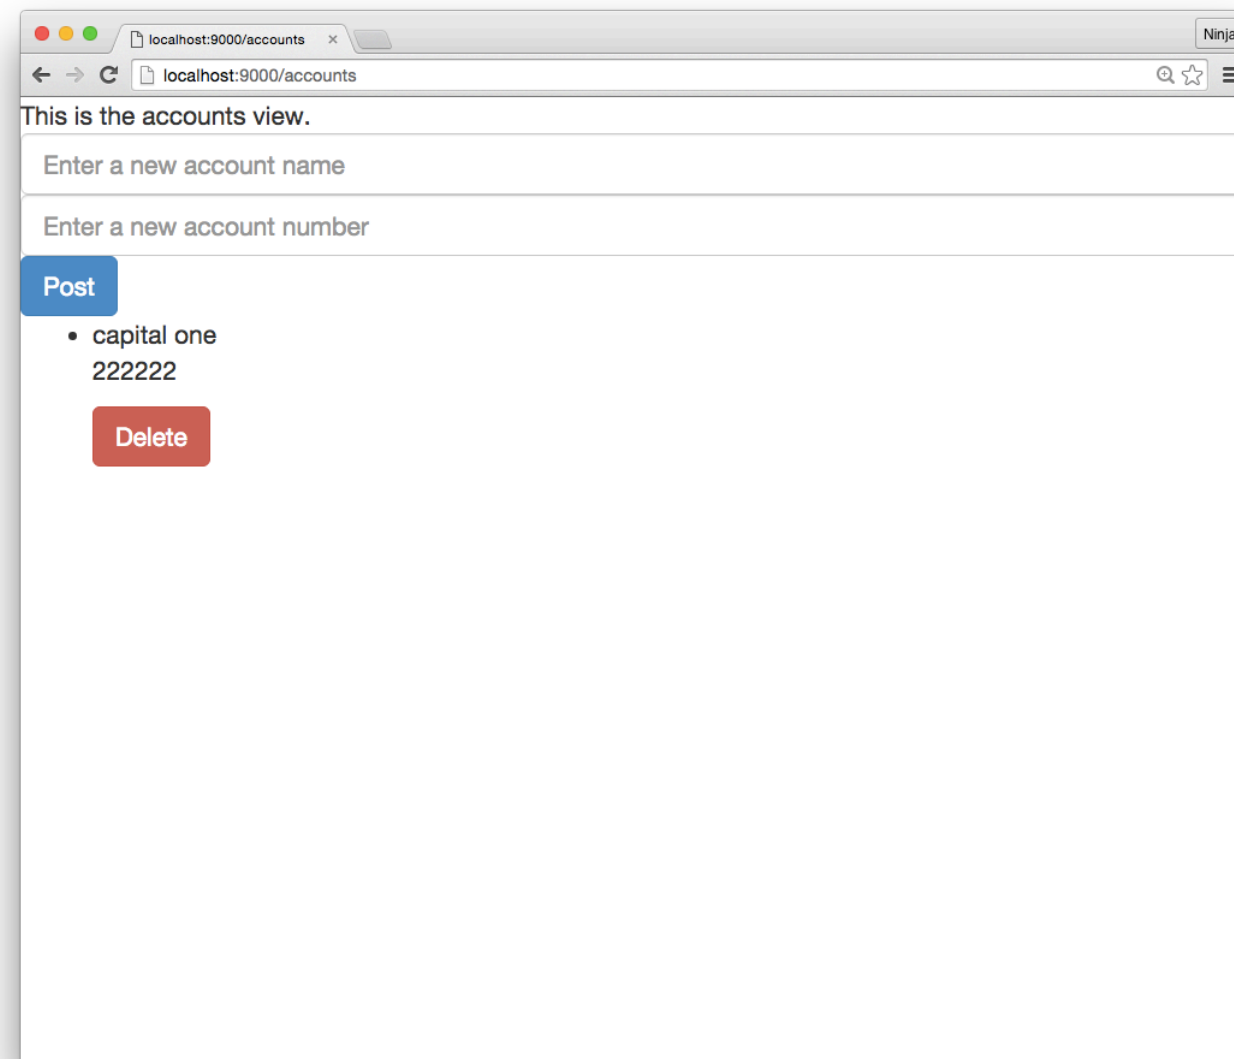 localhost:9000/accounts
Ninja
localhost:9000/accounts
This is the accounts view.
Enter a new account name
Enter a new account number
Post
capital one
222222
Delete